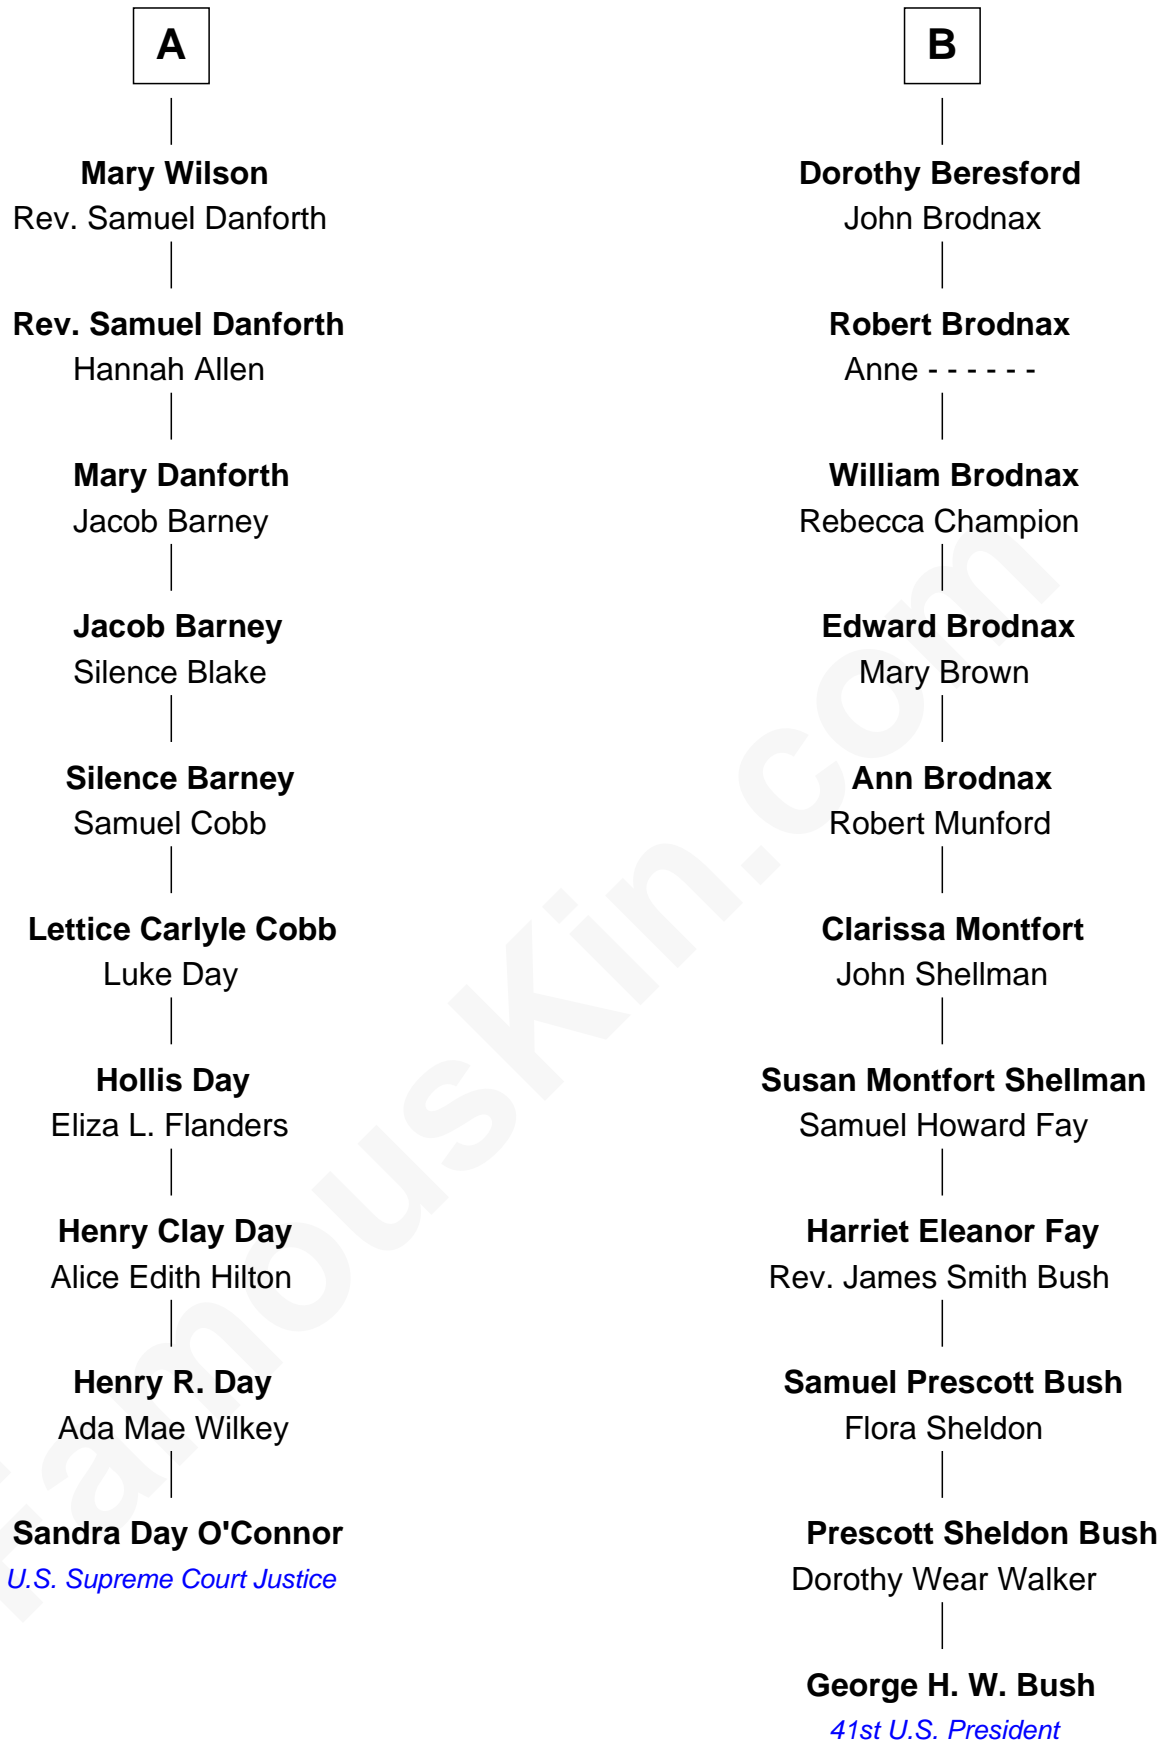 A
Mary Wilson
Rev. Samuel Danforth
Rev. Samuel Danforth
Hannah Allen
Mary Danforth
Jacob Barney
Jacob Barney
Silence Blake
Silence Barney
Samuel Cobb
Lettice Carlyle Cobb
Luke Day
Hollis Day
Eliza L. Flanders
Henry Clay Day
Alice Edith Hilton
Henry R. Day
Ada Mae Wilkey
Sandra Day O'Connor
U.S. Supreme Court Justice
B
Dorothy Beresford
John Brodnax
Robert Brodnax
Anne - - - - - -
William Brodnax
Rebecca Champion
Edward Brodnax
Mary Brown
Ann Brodnax
Robert Munford
Clarissa Montfort
John Shellman
Susan Montfort Shellman
Samuel Howard Fay
Harriet Eleanor Fay
Rev. James Smith Bush
Samuel Prescott Bush
Flora Sheldon
Prescott Sheldon Bush
Dorothy Wear Walker
George H. W. Bush
41st U.S. President
FamousKin.com